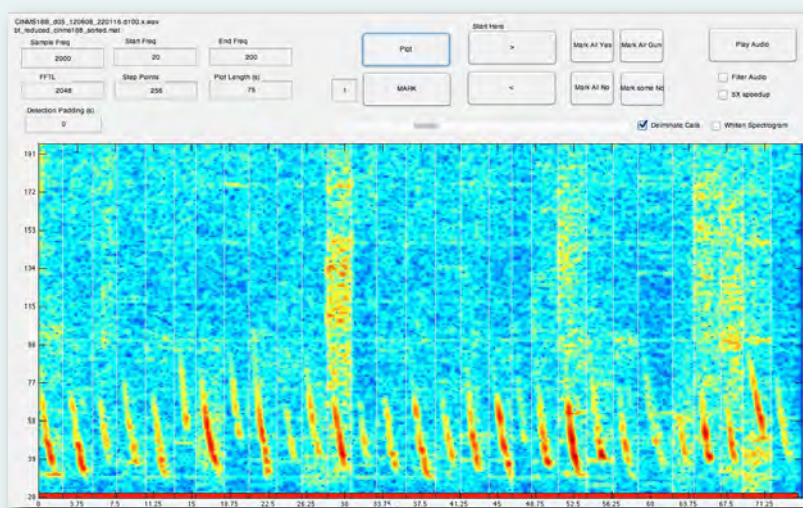 CINMS18B_d05_120608_220116.d100.x.wav
bt_reduced_cinms18B_sorted.mat
Sample Freq
Start Freq
End Freq
2000
20
200
FFTL
Step Points
Plot Length (s)
2048
256
75
Detection Padding (s)
0
Plot
MARK
1
Start Here
>
<
Mark All Yes
Mark All Gun
Mark All No
Mark some No
Play Audio
Filter Audio
5X speedup
Deliminate Calls
Whiten Spectrogram
191
172
153
134
115
96
77
58
39
20
0 3.75 7.5 11.25 15 18.75 22.5 26.25 30 33.75 37.5 41.25 45 48.75 52.5 56.25 60 63.75 67.5 71.25